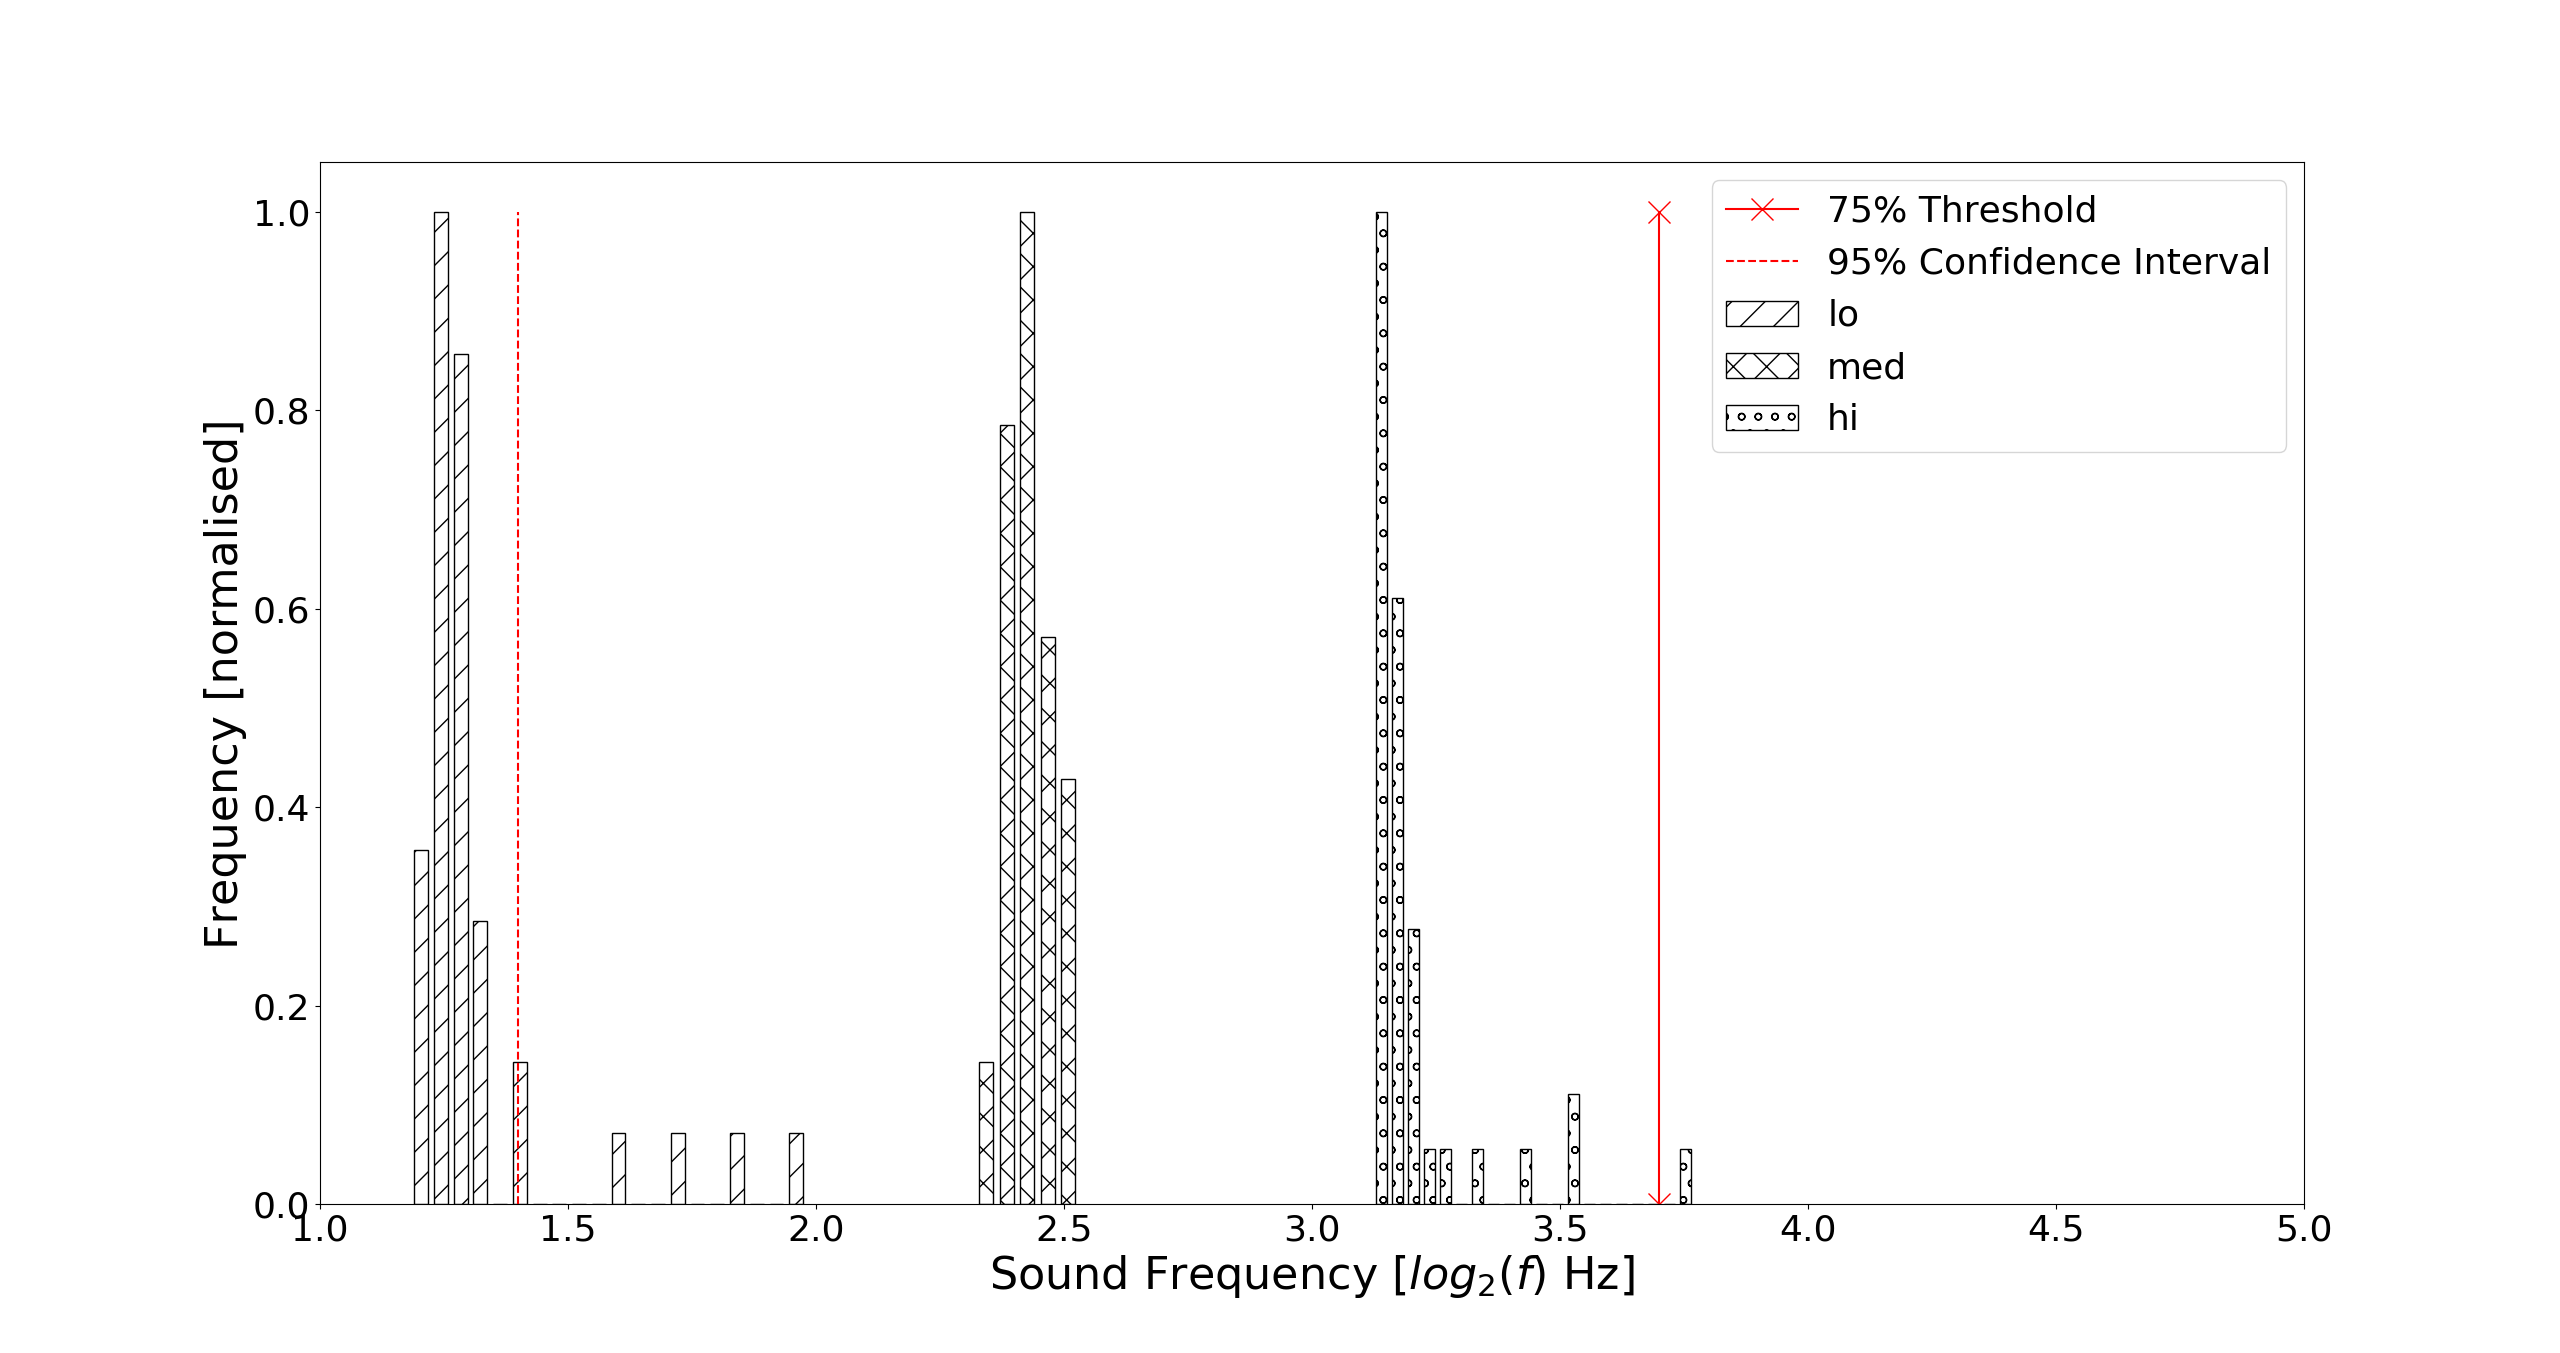 75% Threshold
95% Confidence Interval
lo
med
hi
Frequency [normalised]
1.0
0.8
0.6
0.4
0.2
0.0
1.0 1.5 2.0 2.5 3.0 3.5 4.0 4.5 5.0
Sound Frequency [log₂(f) Hz]